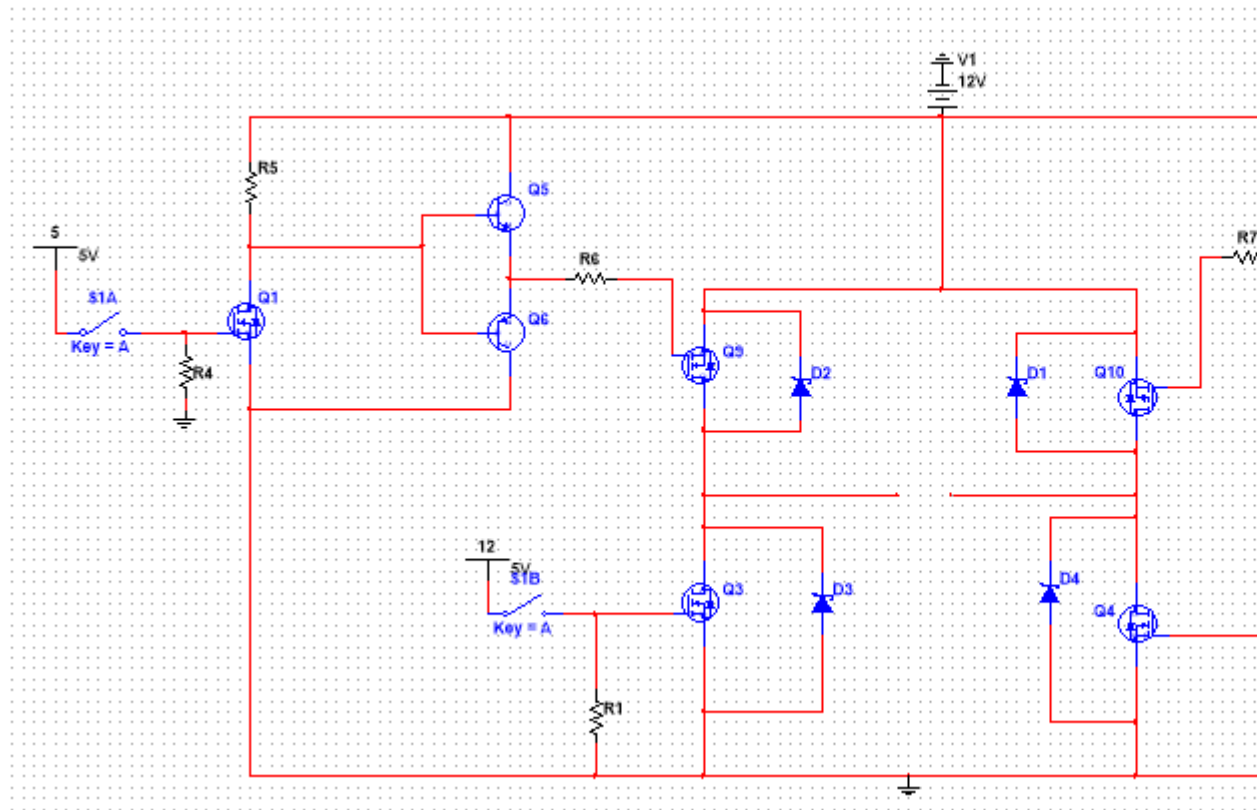 V1
12V
R5
Q5
5
5V
R6
R7
S1A
Q1
Q6
Key = A
Q9
R4
D2
D1
Q10
12
5V
S1B
Q3
D3
D4
Q4
Key = A
R1